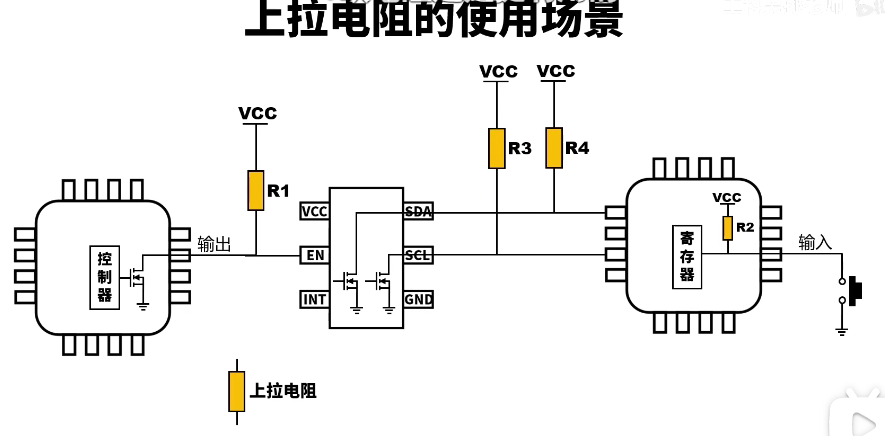 上拉电阻的使用场景
VCC
VCC
VCC
R3
R4
R1
VCC
SDA
VCC
R2
输出
EN
SCL
输入
控制器
寄存器
INT
GND
上拉电阻